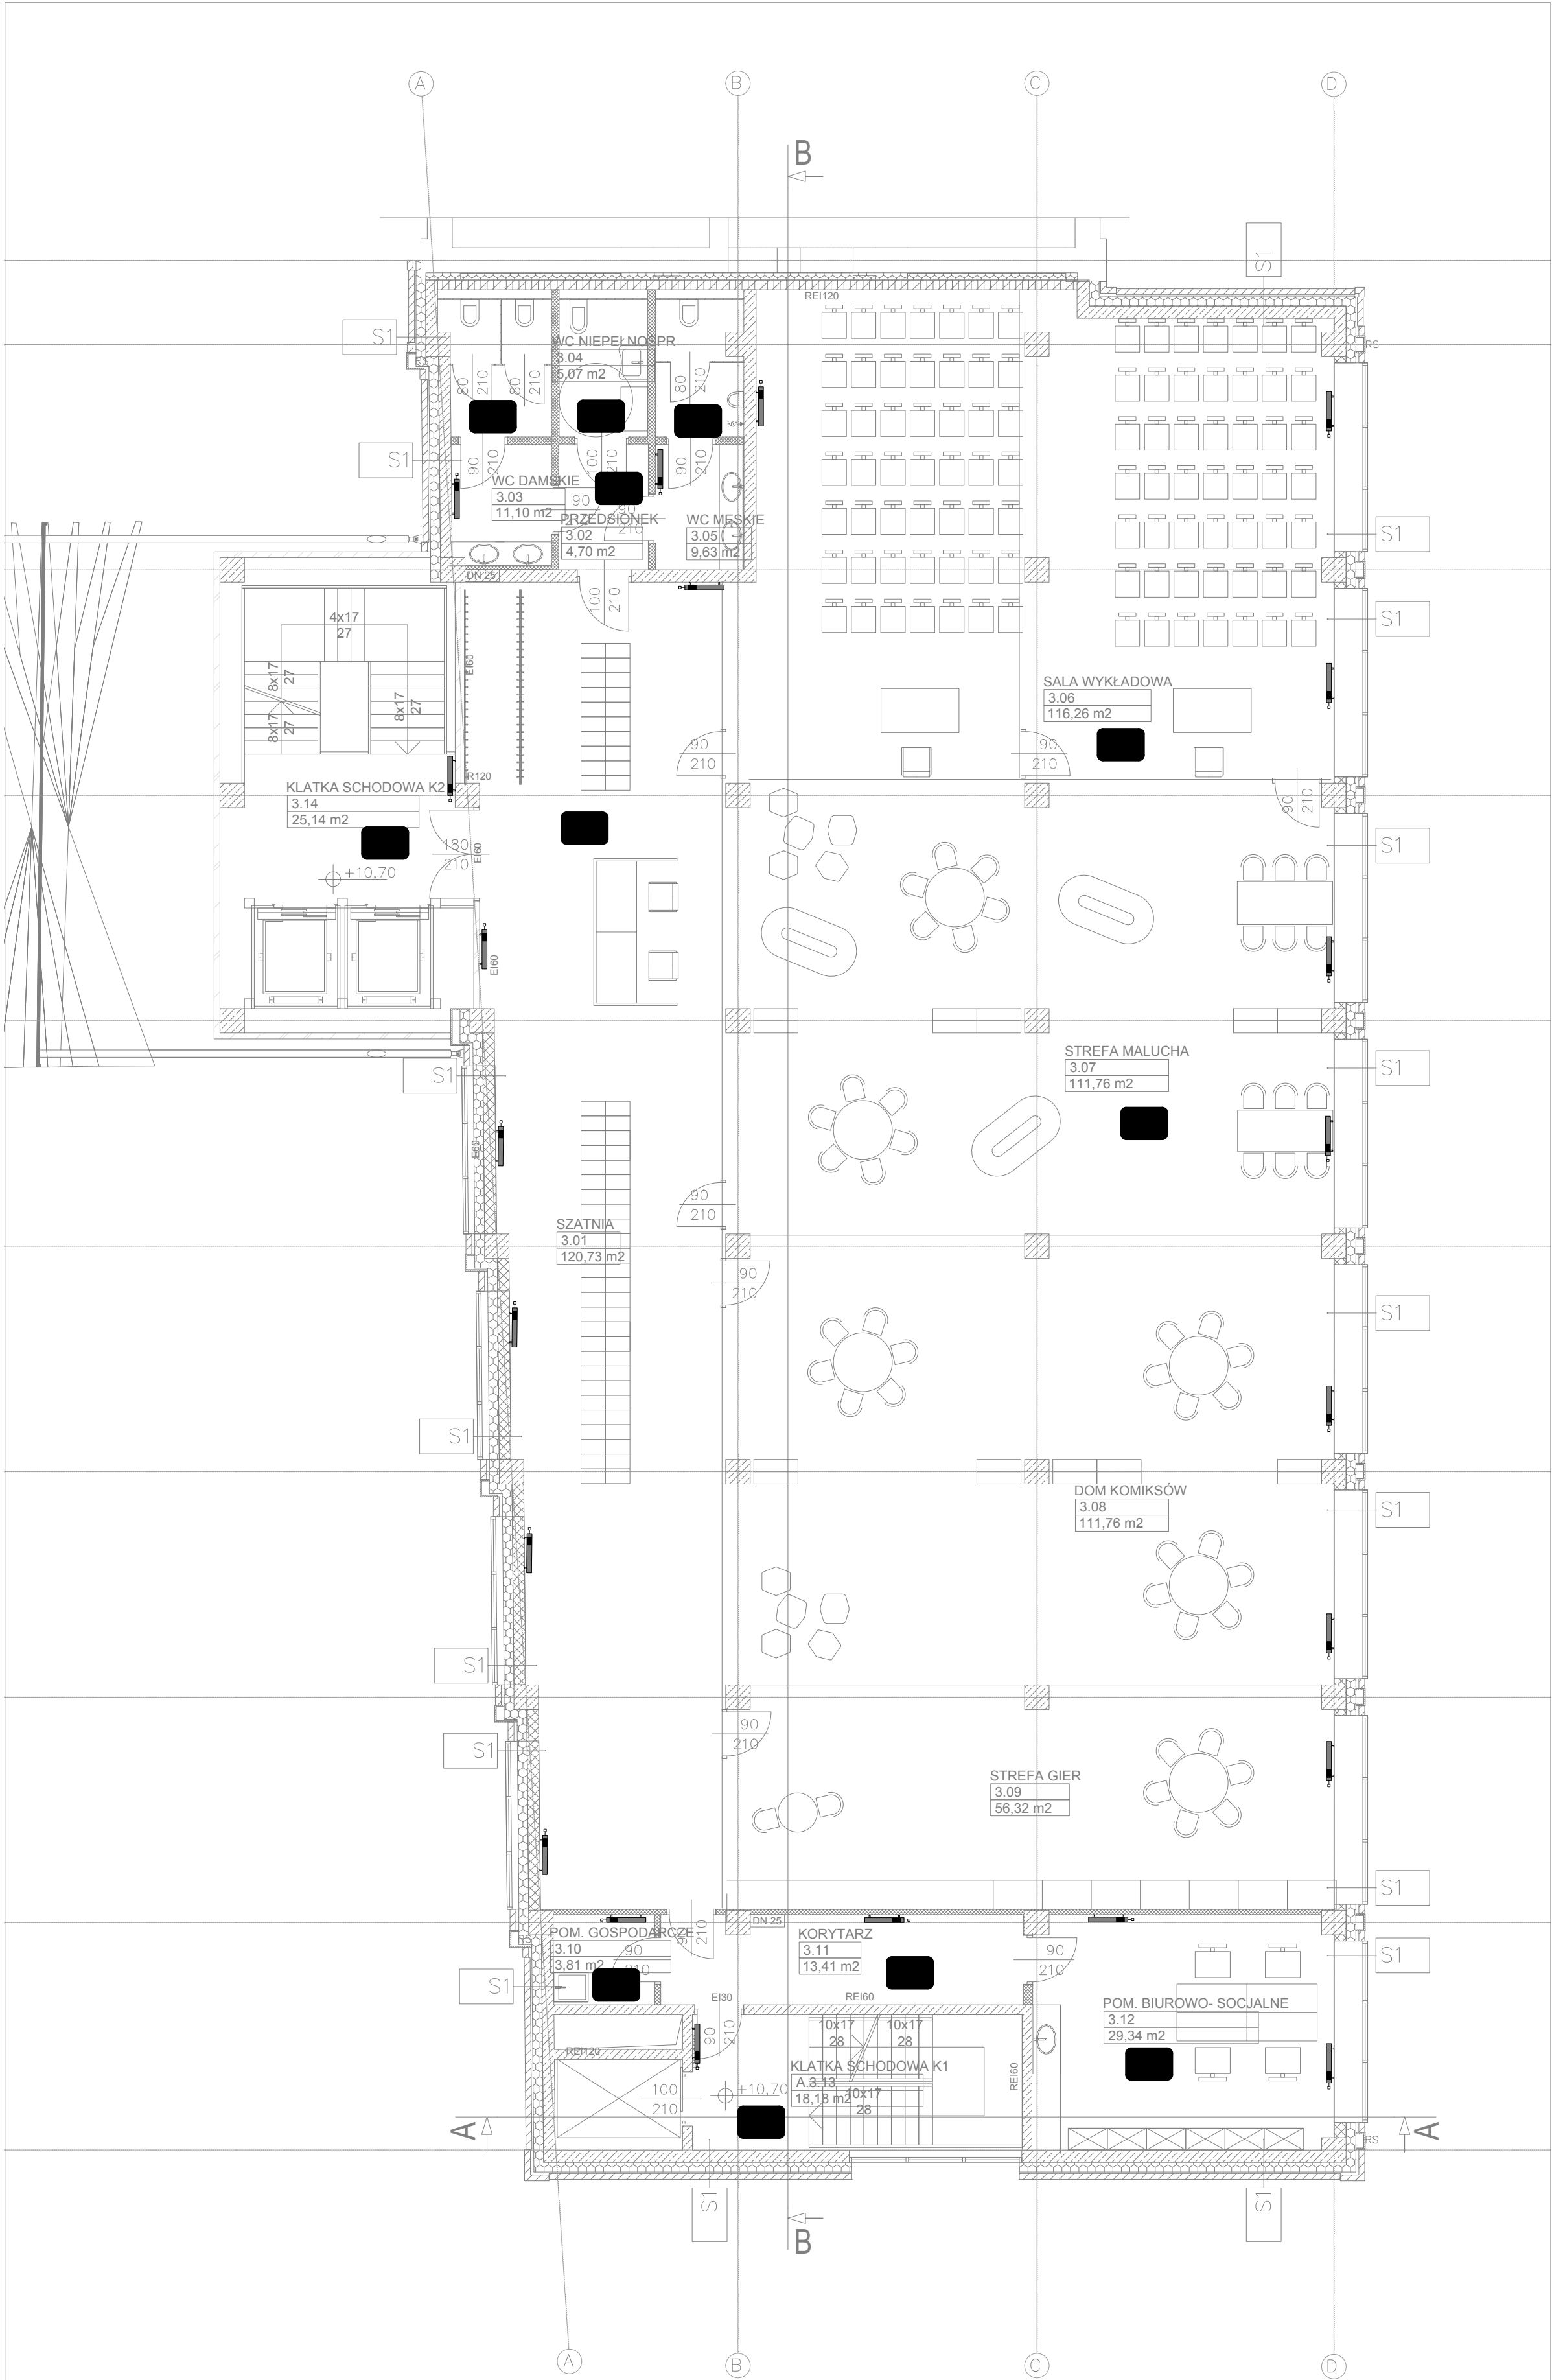 A
B
C
D
B
S1
REI120
S1
RS
WC NIEPEŁNOSPR
3.04
5,07 m2
80
210
80
210
80
210
RS
S1
90
210
100
210
90
210
WC DAMSKIE
3.03
11,10 m2
90
210
90
210
PRZEDSIONEK
3.02
4,70 m2
WC MĘSKIE
3.05
9,63 m2
S1
DN 25
100
210
4x17
27
8x17
27
8x17
27
8x17
27
EI60
S1
SALA WYKŁADOWA
3.06
116,26 m2
90
210
90
210
90
210
R120
KLATKA SCHODOWA K2
3.14
25,14 m2
180
210
EI60
+10,70
S1
EI60
STREFA MALUCHA
3.07
111,76 m2
S1
S1
EI60
90
210
SZATNIA
3.01
120,73 m2
90
210
S1
S1
DOM KOMIKSÓW
3.08
111,76 m2
S1
S1
90
210
S1
STREFA GIER
3.09
56,32 m2
S1
DN 25
POM. GOSPODARCZE
3.10
3,81 m2
90
210
90
210
RS
KORYTARZ
3.11
13,41 m2
90
210
S1
S1
EI30
REI60
POM. BIUROWO- SOCJALNE
3.12
29,34 m2
90
210
10x17
28
10x17
28
REI120
KLATKA SCHODOWA K1
A.3.13
18,18 m2
10x17
28
REI60
100
210
+10,70
A
A
RS
S1
S1
B
A
B
C
D